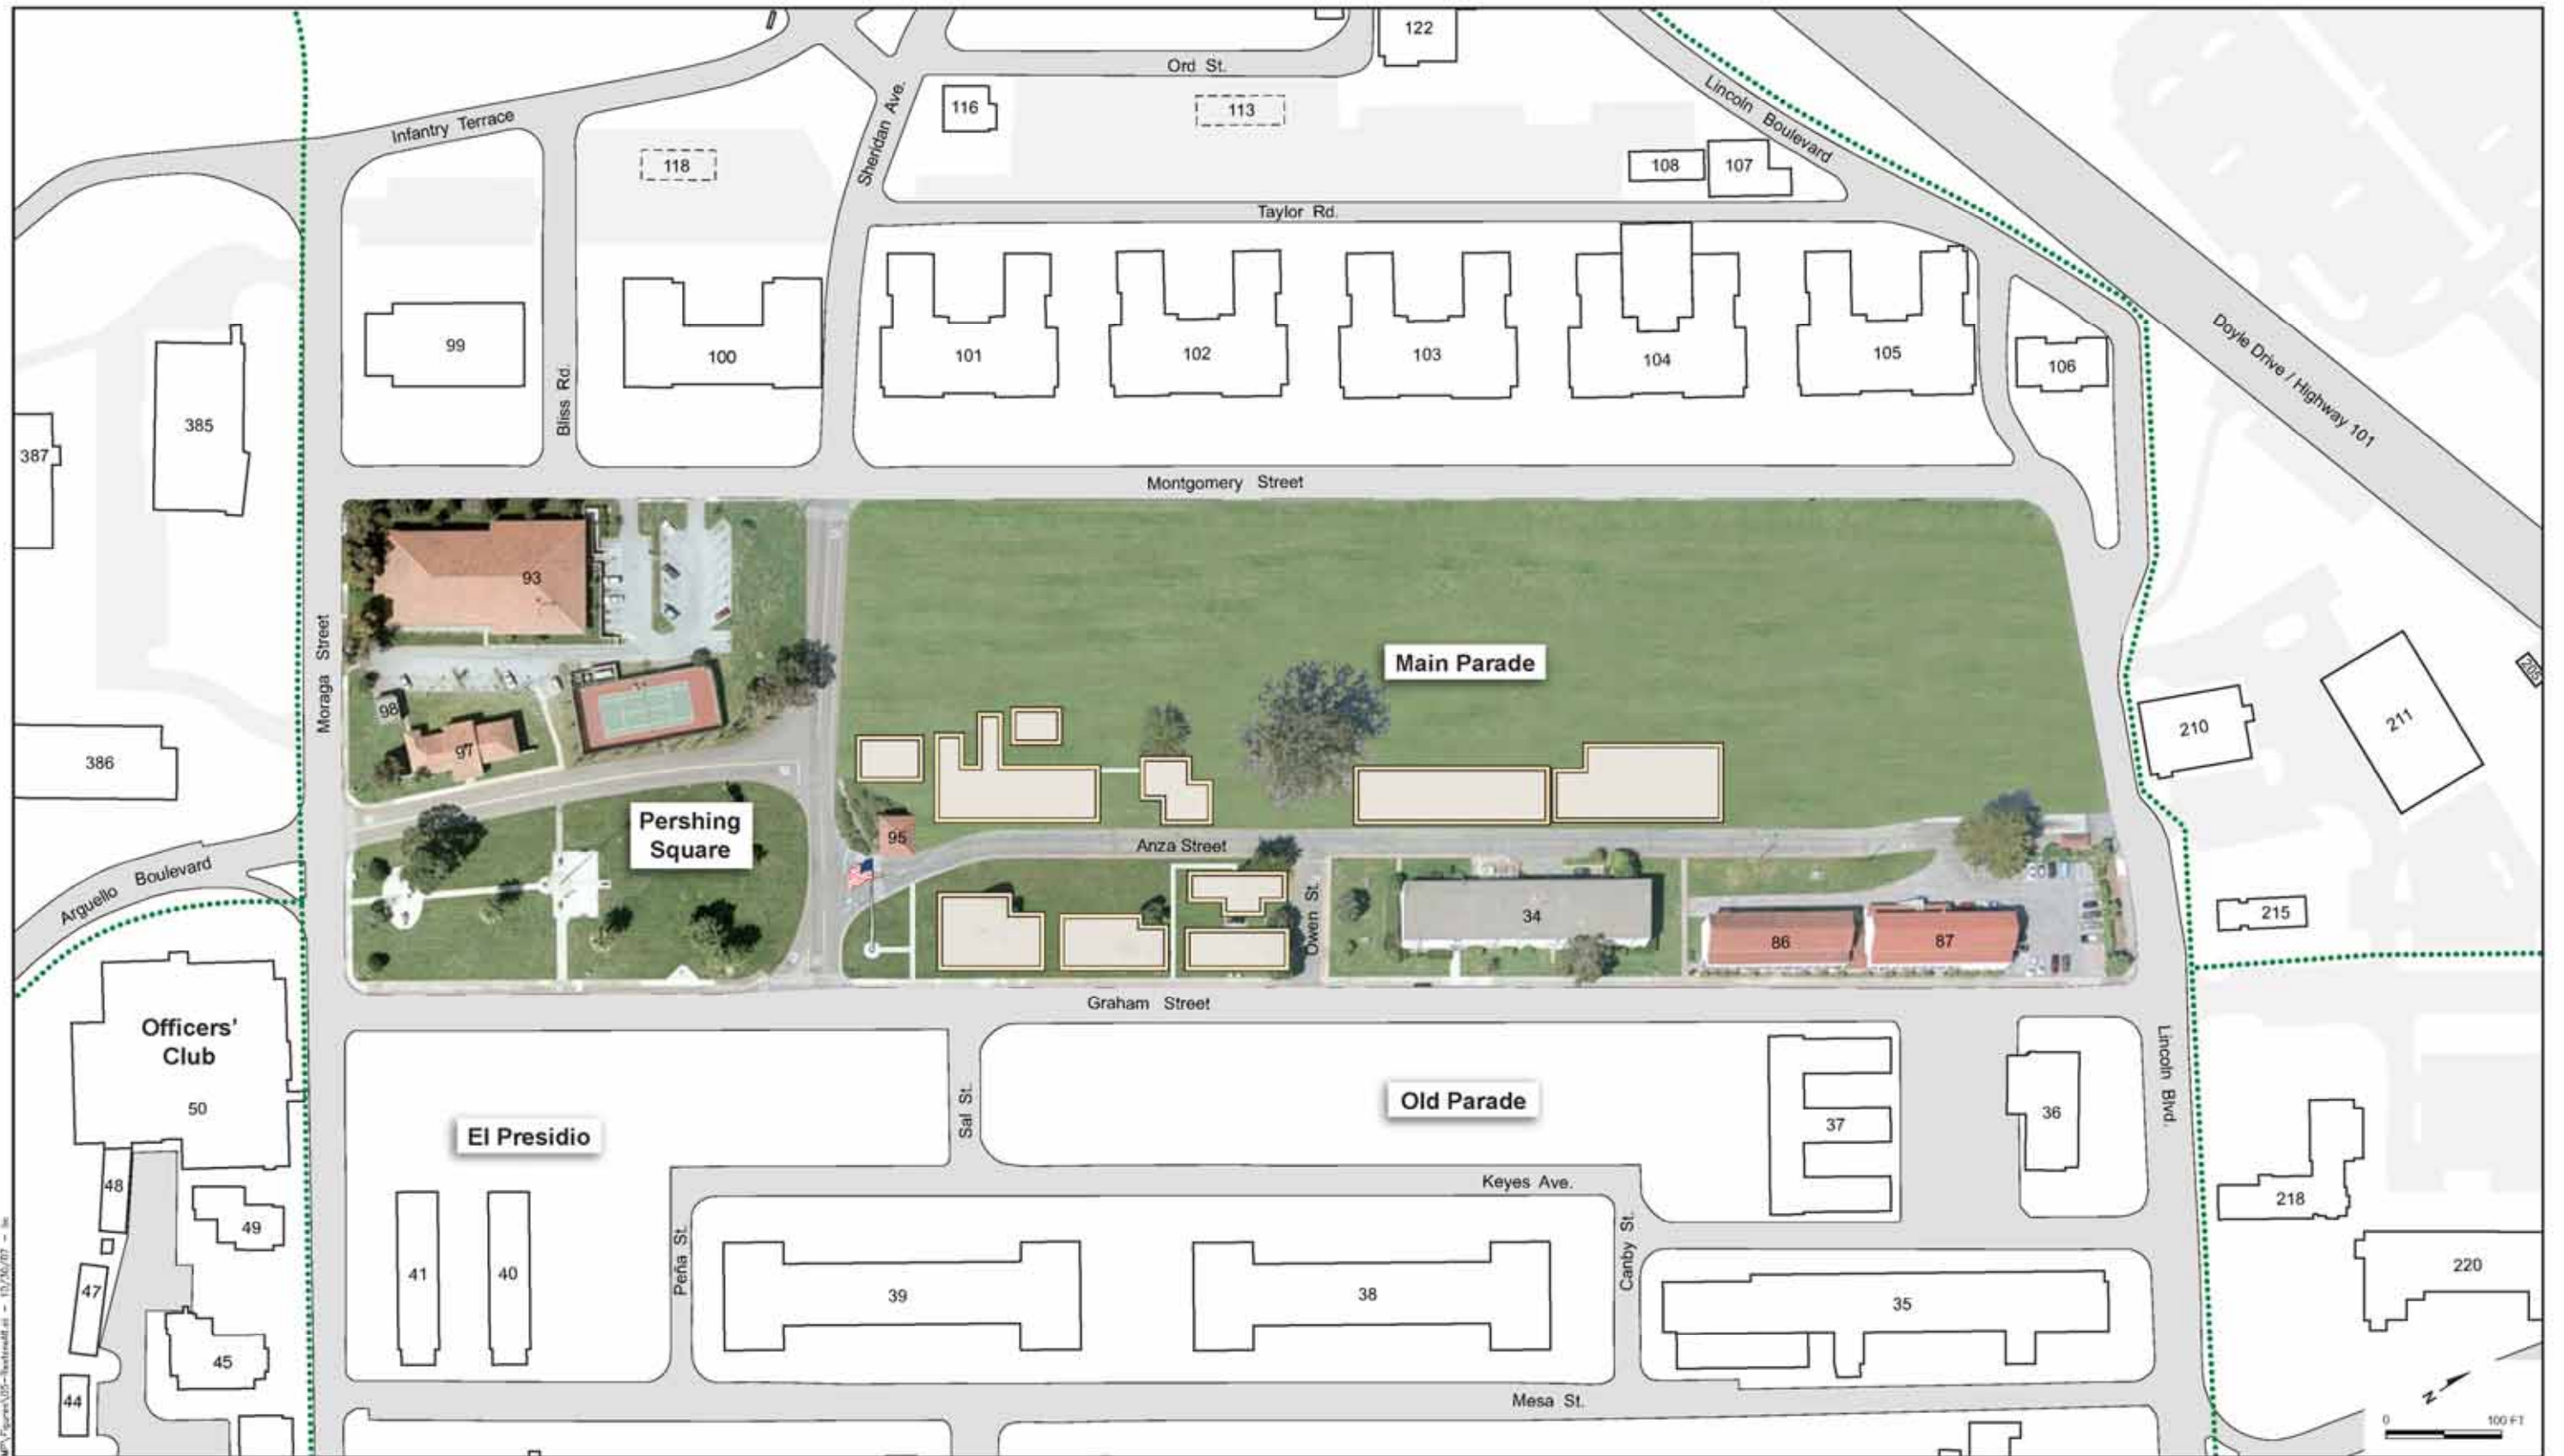 122
Ord St.
116
113
Lincoln Boulevard
Infantry Terrace
Sheridan Ave.
118
108
107
Taylor Rd.
99
100
101
102
103
104
105
106
Doyle Drive / Highway 101
Bliss Rd.
385
387
Montgomery Street
93
Moraga Street
Main Parade
98
97
386
210
211
205
Pershing
Square
95
Anza Street
Arguello Boulevard
Owen St.
34
86
87
215
Graham Street
Officers'
Club
50
El Presidio
Sal St.
Old Parade
37
36
Lincoln Blvd.
48
49
Keyes Ave.
218
47
41
40
Peña St.
39
38
Canby St.
35
220
45
44
Mesa St.
N
0
100 FT